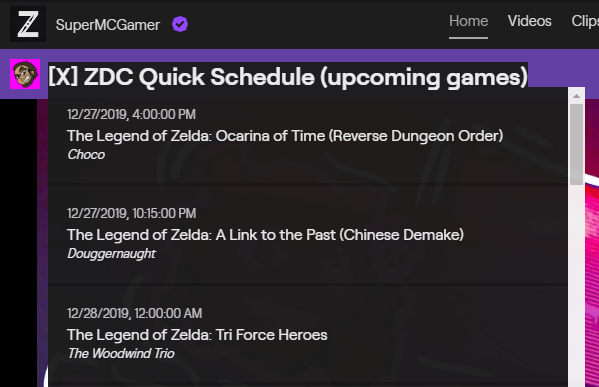 Z SuperMCGamer Home Videos Clips
[X] ZDC Quick Schedule (upcoming games)
12/27/2019, 4:00:00 PM
The Legend of Zelda: Ocarina of Time (Reverse Dungeon Order)
Choco
12/27/2019, 10:15:00 PM
The Legend of Zelda: A Link to the Past (Chinese Demake)
Douggernaught
12/28/2019, 12:00:00 AM
The Legend of Zelda: Tri Force Heroes
The Woodwind Trio